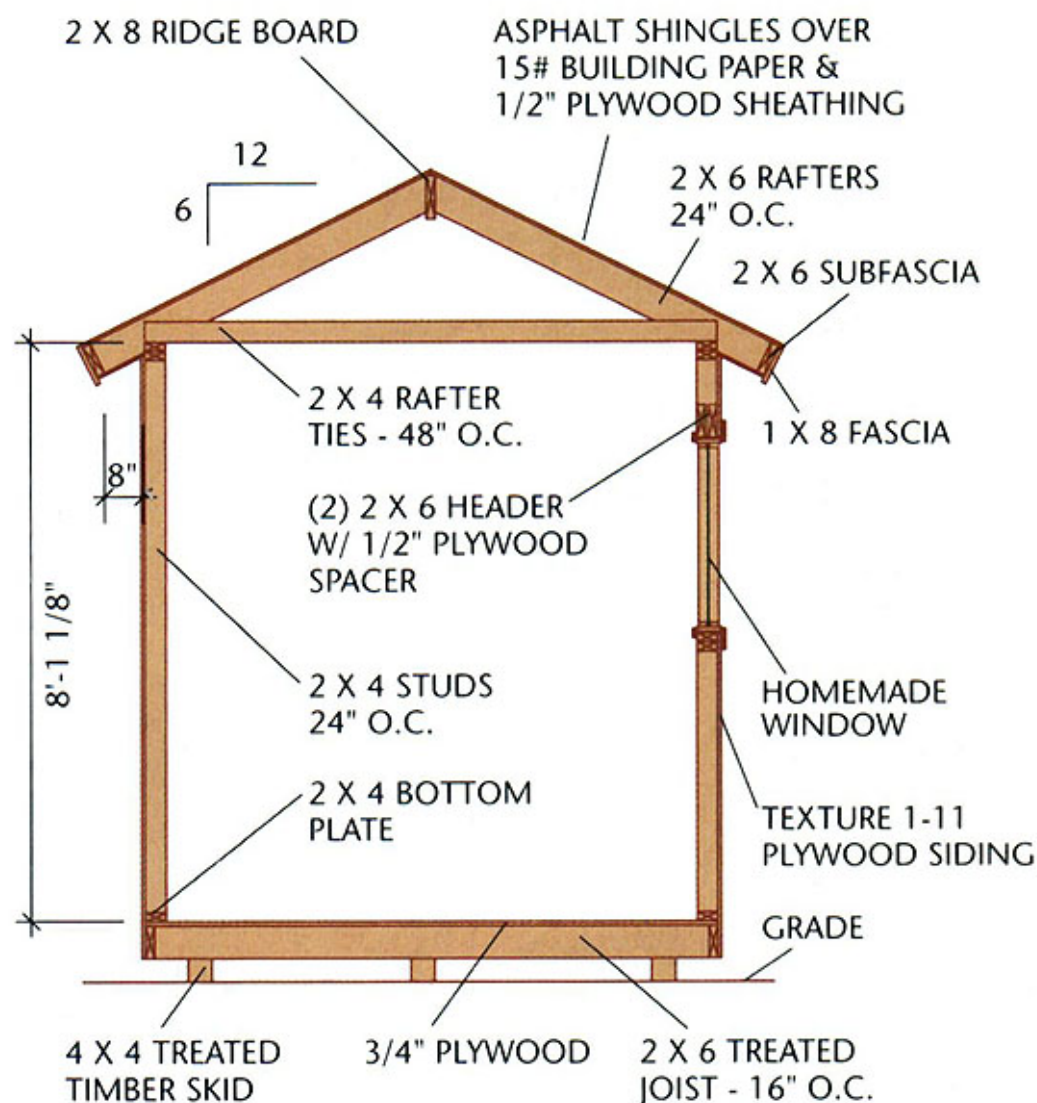 2 X 8 RIDGE BOARD
ASPHALT SHINGLES OVER
15# BUILDING PAPER &
1/2" PLYWOOD SHEATHING
12
6
2 X 6 RAFTERS
24" O.C.
2 X 6 SUBFASCIA
2 X 4 RAFTER
TIES - 48" O.C.
1 X 8 FASCIA
8"
(2) 2 X 6 HEADER
W/ 1/2" PLYWOOD
SPACER
8'-1 1/8"
2 X 4 STUDS
24" O.C.
HOMEMADE
WINDOW
2 X 4 BOTTOM
PLATE
TEXTURE 1-11
PLYWOOD SIDING
GRADE
4 X 4 TREATED
TIMBER SKID
3/4" PLYWOOD
2 X 6 TREATED
JOIST - 16" O.C.